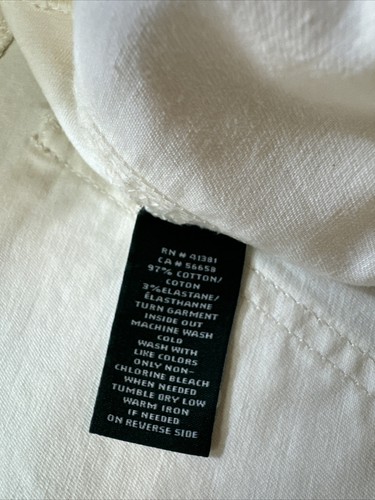 RN # 41381
CA # 56658
97% COTTON/
COTON
3%ELASTANE/
ÉLASTHANNE
TURN GARMENT
INSIDE OUT
MACHINE WASH
COLD
WASH WITH
LIKE COLORS
ONLY NON-
CHLORINE BLEACH
WHEN NEEDED
TUMBLE DRY LOW
WARM IRON
IF NEEDED
ON REVERSE SIDE